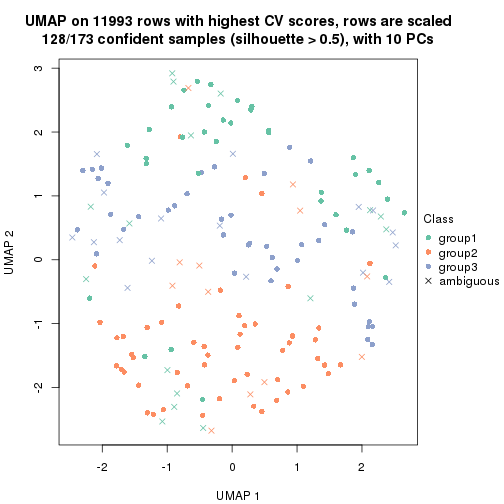 UMAP on 11993 rows with highest CV scores, rows are scaled
128/173 confident samples (silhouette > 0.5), with 10 PCs
3
2
1
0
-1
-2
UMAP 2
-2
-1
0
1
2
UMAP 1
Class
group1
group2
group3
ambiguous